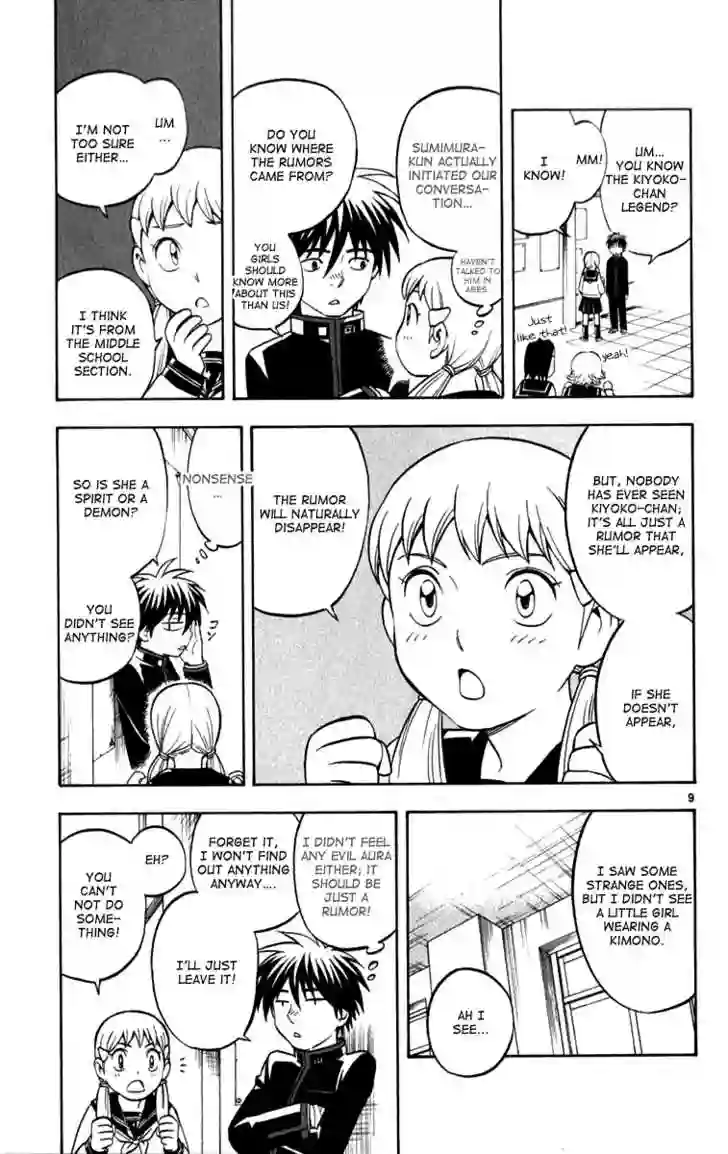 UM...
YOU KNOW
THE KIYOKO-
CHAN
LEGEND?
MM!
I
KNOW!
Just
like that!
yeah!
SUMIMURA-
KUN ACTUALLY
INITIATED OUR
CONVERSA-
TION...
HAVEN'T
TALKED TO
HIM IN
AGES
DO YOU
KNOW WHERE
THE RUMORS
CAME FROM?
YOU
GIRLS
SHOULD
KNOW MORE
ABOUT THIS
THAN US!
UM
...
I'M NOT
TOO SURE
EITHER...
I THINK
IT'S FROM
THE MIDDLE
SCHOOL
SECTION.
BUT, NOBODY
HAS EVER SEEN
KIYOKO-CHAN;
IT'S ALL JUST
A RUMOR THAT
SHE'LL APPEAR,
IF SHE
DOESN'T
APPEAR,
THE RUMOR
WILL NATURALLY
DISAPPEAR!
NONSENSE
...
SO IS SHE A
SPIRIT OR A
DEMON?
YOU
DIDN'T SEE
ANYTHING?
9
I SAW SOME
STRANGE ONES,
BUT I DIDN'T SEE
A LITTLE GIRL
WEARING A
KIMONO.
AH I
SEE...
I DIDN'T FEEL
ANY EVIL AURA
EITHER; IT
SHOULD BE
JUST A
RUMOR!
FORGET IT,
I WON'T FIND
OUT ANYTHING
ANYWAY....
I'LL JUST
LEAVE IT!
EH?
YOU
CAN'T
NOT DO
SOME-
THING!